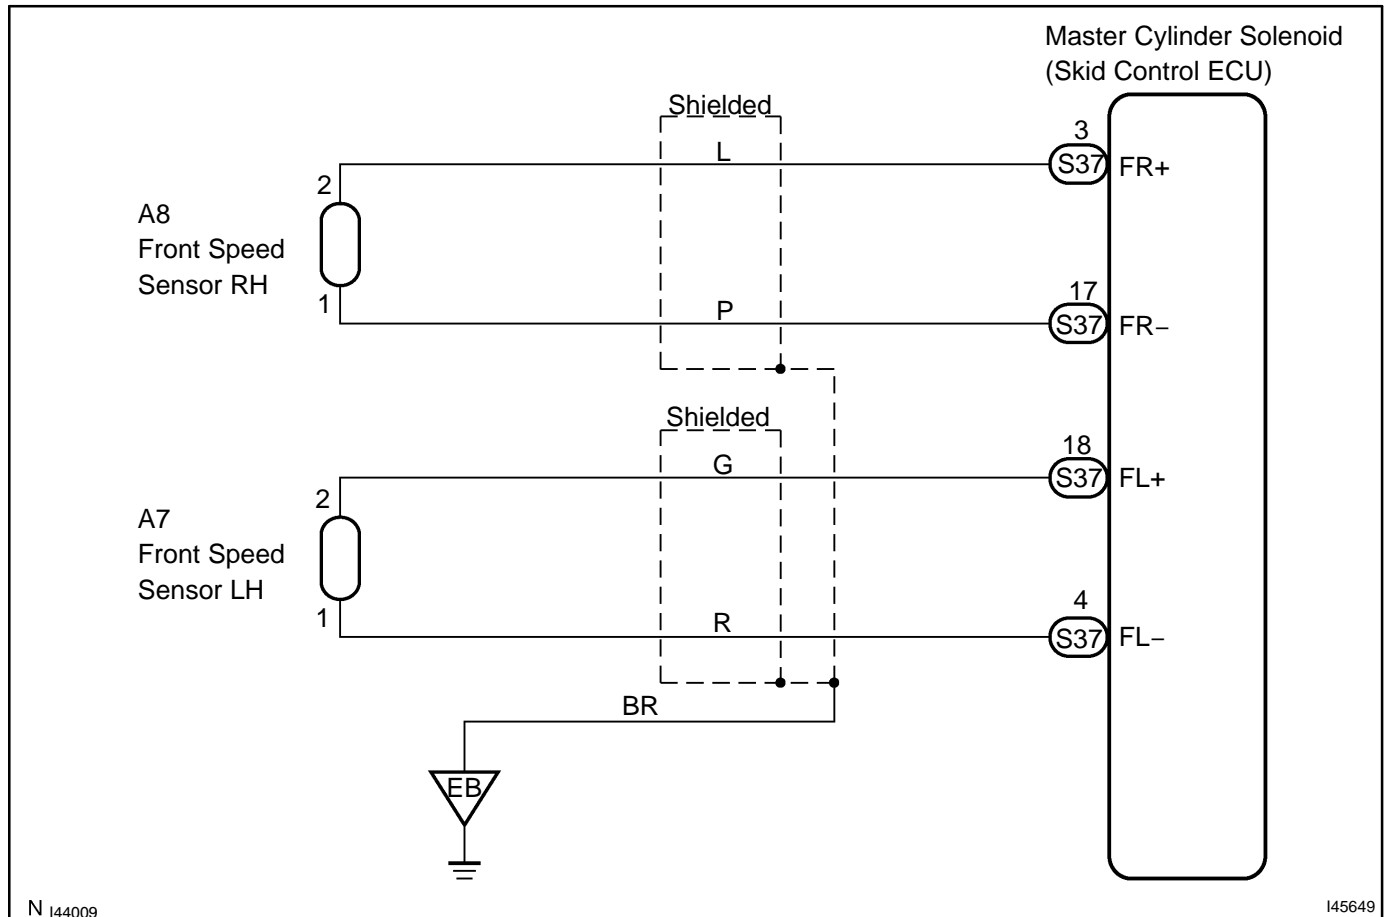 Master Cylinder Solenoid
(Skid Control ECU)
Shielded
L
3
S37
FR+
2
A8
Front Speed
Sensor RH
1
P
17
S37
FR−
Shielded
G
18
S37
FL+
2
A7
Front Speed
Sensor LH
1
R
4
S37
FL−
BR
EB
N I44009
I45649